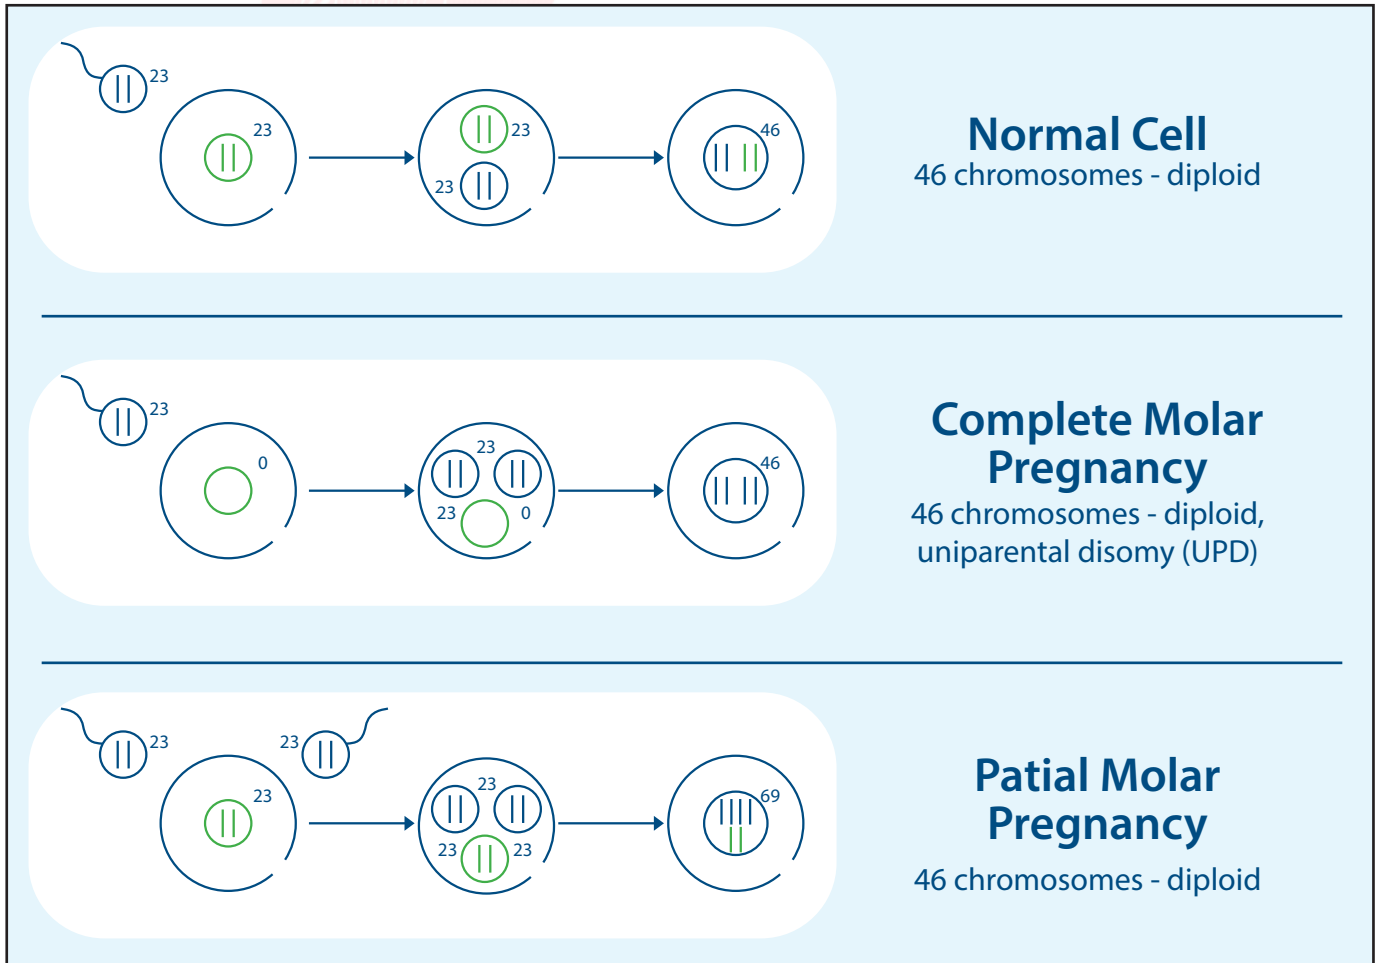 23
23
23
23
46
Normal Cell
46 chromosomes - diploid
23
0
23
23
0
46
Complete Molar
Pregnancy
46 chromosomes - diploid,
uniparental disomy (UPD)
23
23
23
23
23
23
69
Patial Molar
Pregnancy
46 chromosomes - diploid